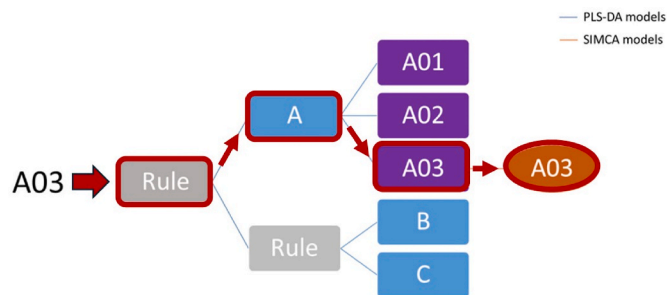 PLS-DA models
SIMCA models
A01
A
A02
A03
Rule
A03
A03
B
Rule
C